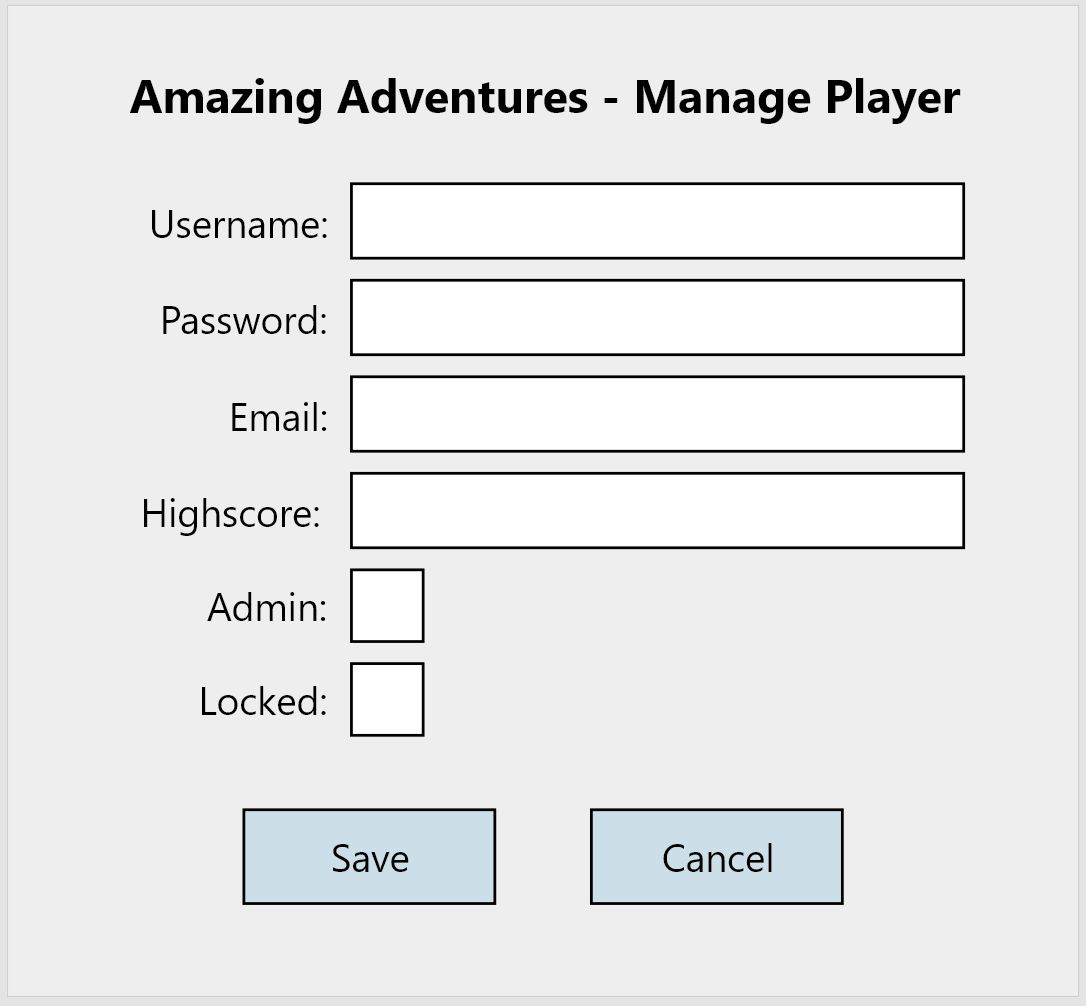 Amazing Adventures - Manage Player
Username:
Password:
Email:
Highscore:
Admin:
Locked:
Save
Cancel